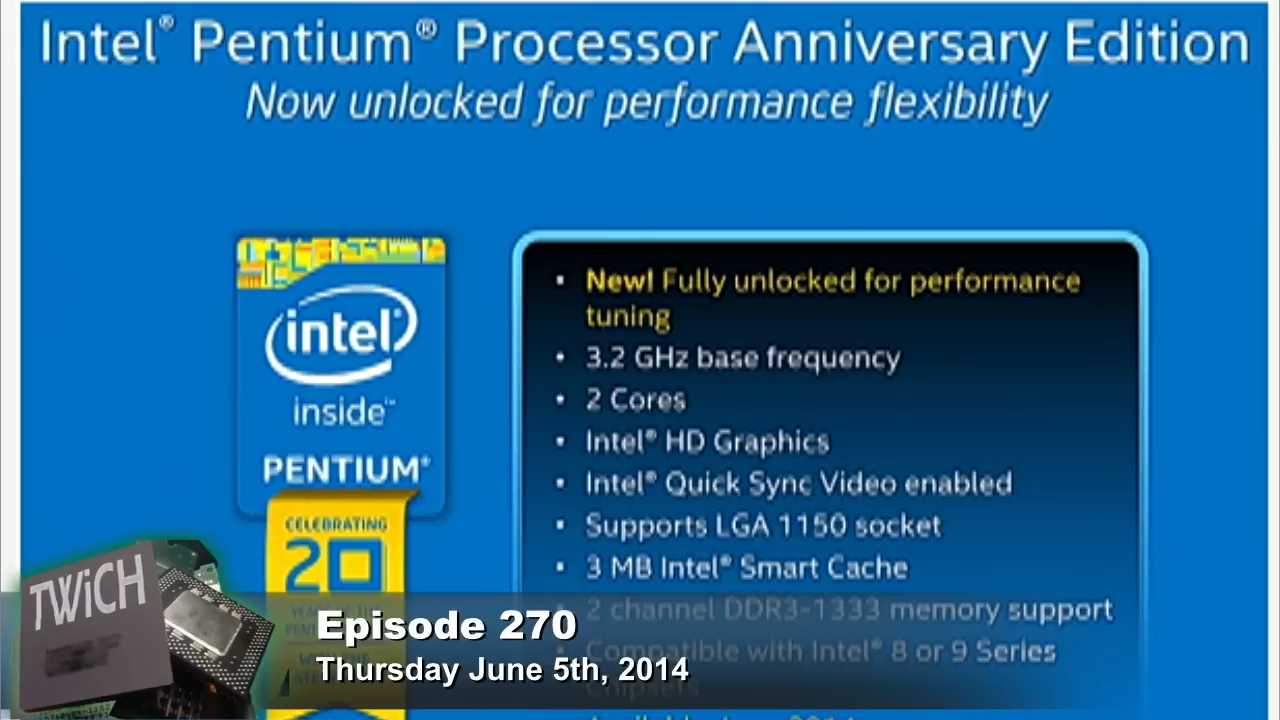 Intel® Pentium® Processor Anniversary Edition
Now unlocked for performance flexibility
• New! Fully unlocked for performance
tuning
• 3.2 GHz base frequency
• 2 Cores
• Intel® HD Graphics
• Intel® Quick Sync Video enabled
• Supports LGA 1150 socket
• 3 MB Intel® Smart Cache
• 2 channel DDR3-1333 memory support
• Compatible with Intel® 8 or 9 Series
Chipsets
intel®
inside™
PENTIUM®
CELEBRATING
20
TWiCH
Episode 270
Thursday June 5th, 2014